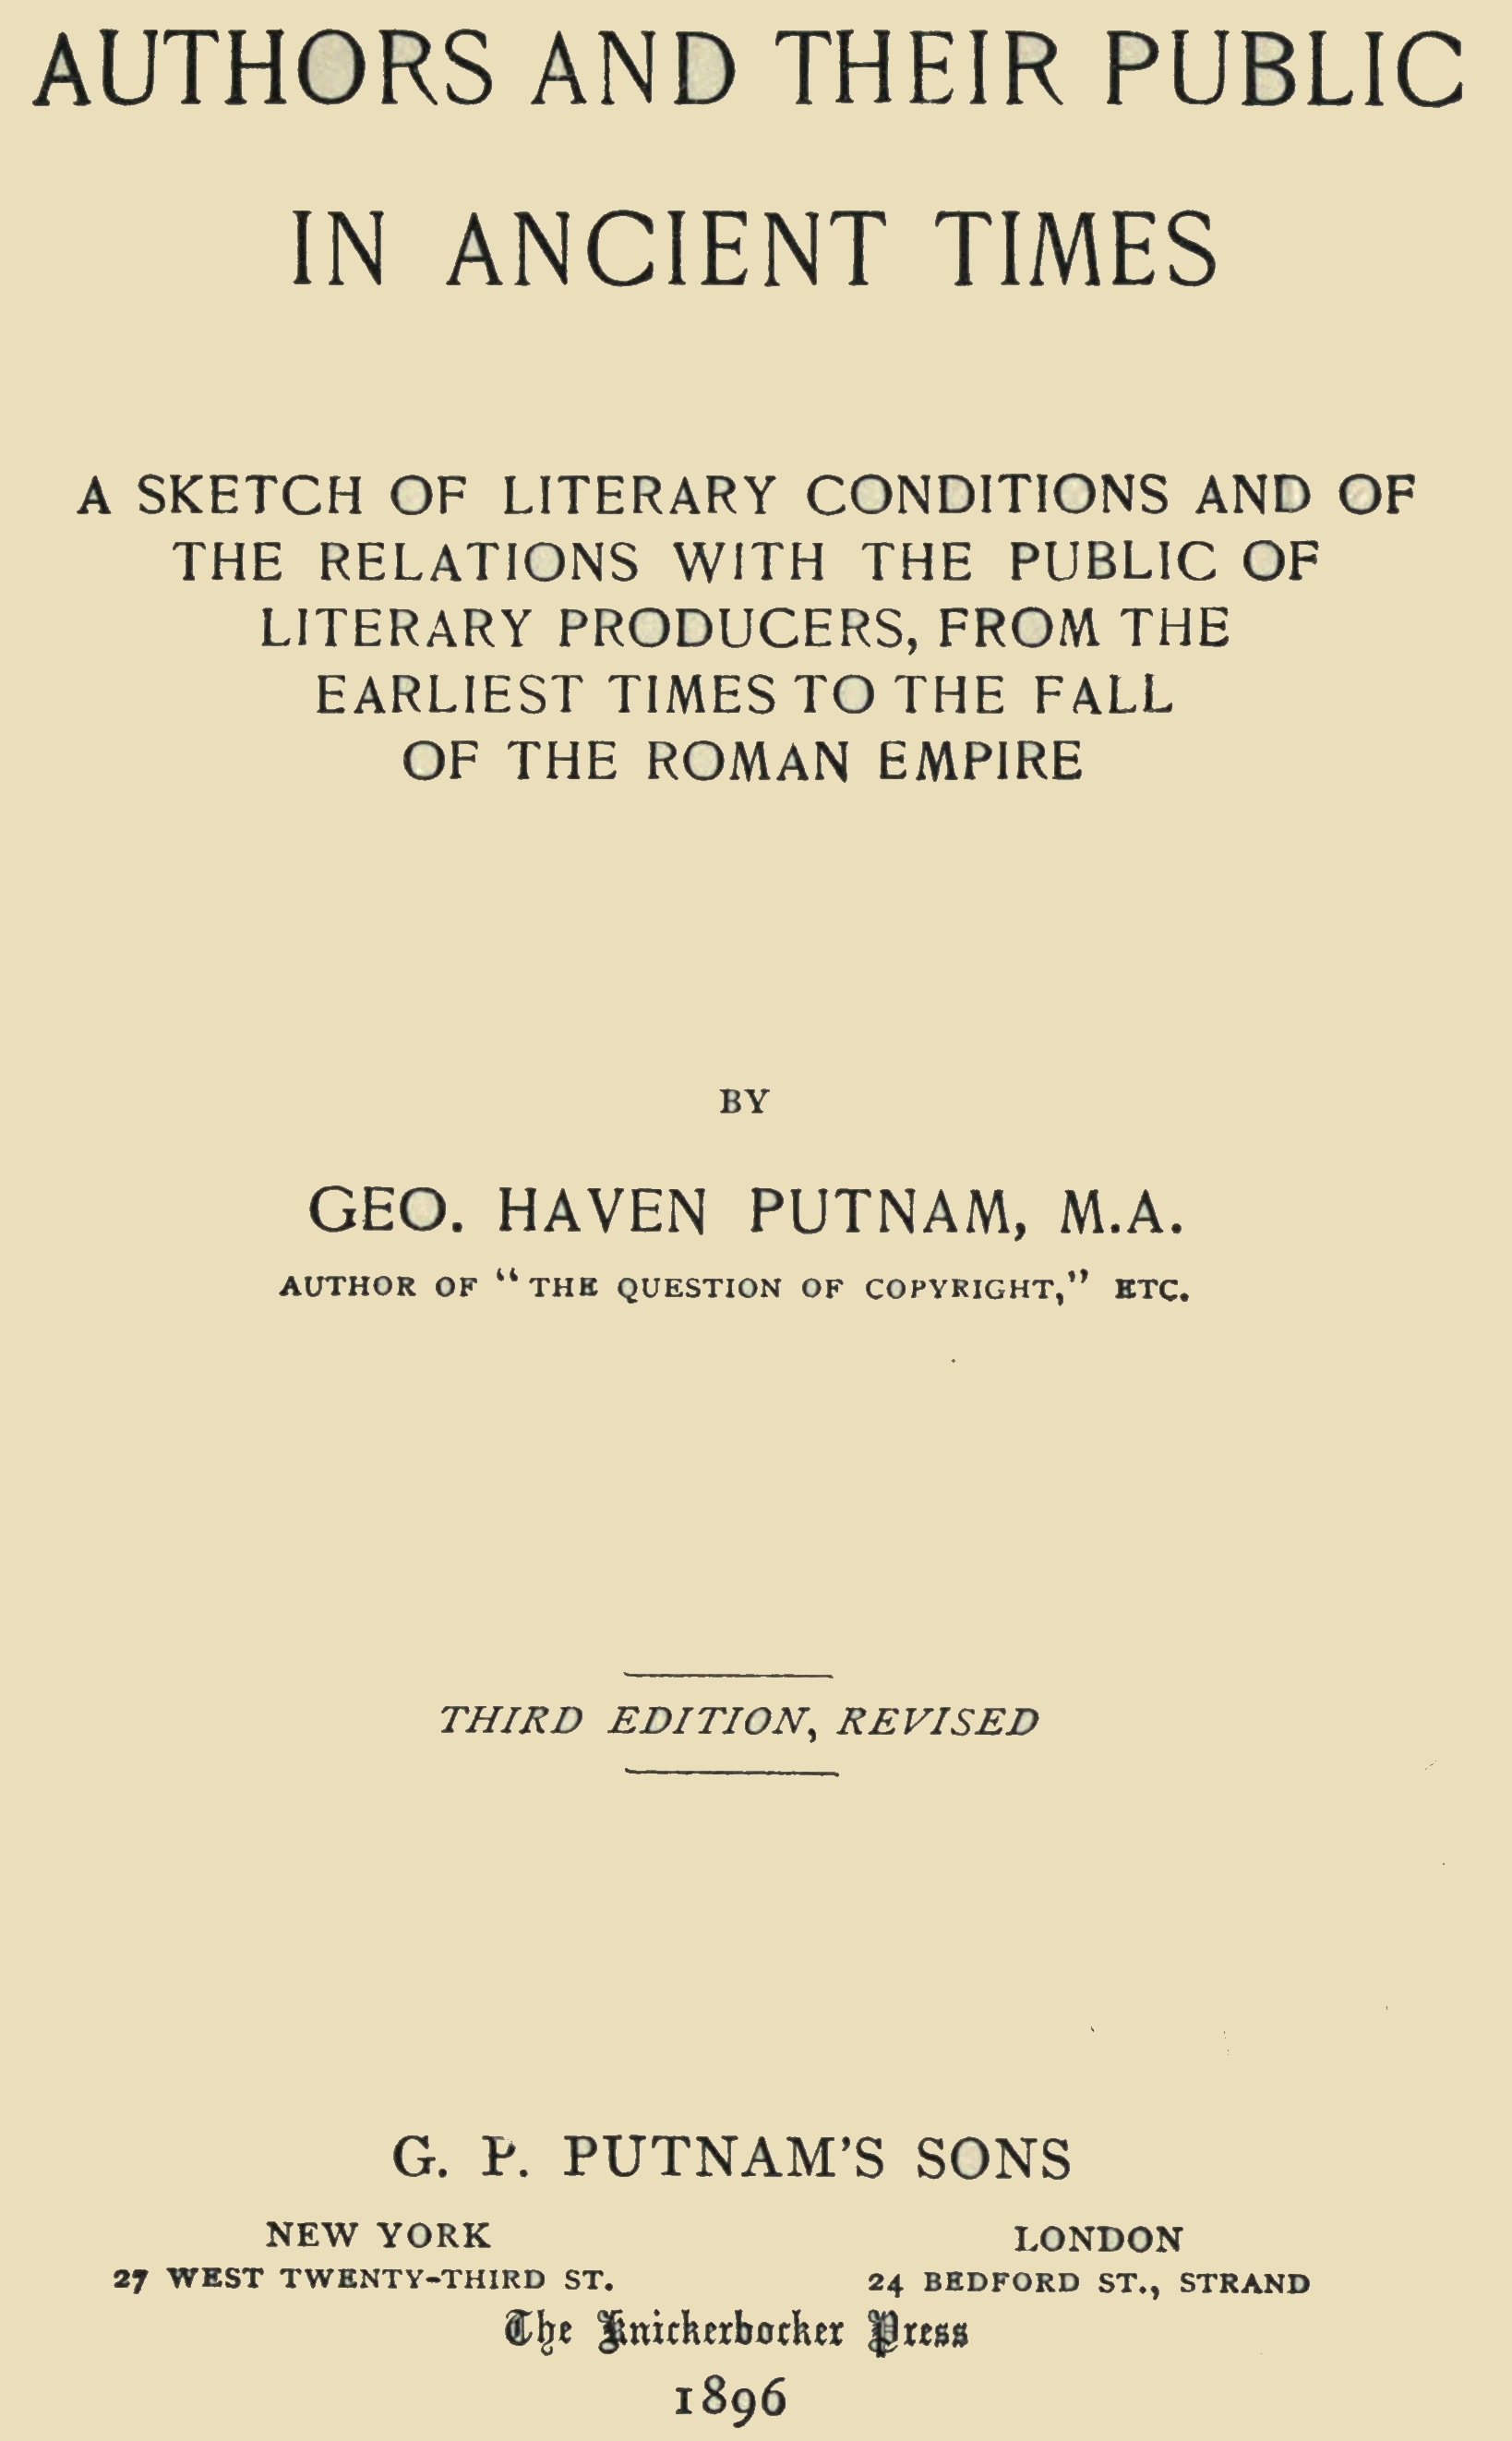 AUTHORS AND THEIR PUBLIC
IN ANCIENT TIMES
A SKETCH OF LITERARY CONDITIONS AND OF
THE RELATIONS WITH THE PUBLIC OF
LITERARY PRODUCERS, FROM THE
EARLIEST TIMES TO THE FALL
OF THE ROMAN EMPIRE
BY
GEO. HAVEN PUTNAM, M.A.
AUTHOR OF “THE QUESTION OF COPYRIGHT,” ETC.
THIRD EDITION, REVISED
G. P. PUTNAM’S SONS
NEW YORK
27 WEST TWENTY-THIRD ST.
LONDON
24 BEDFORD ST., STRAND
The Knickerbocker Press
1896